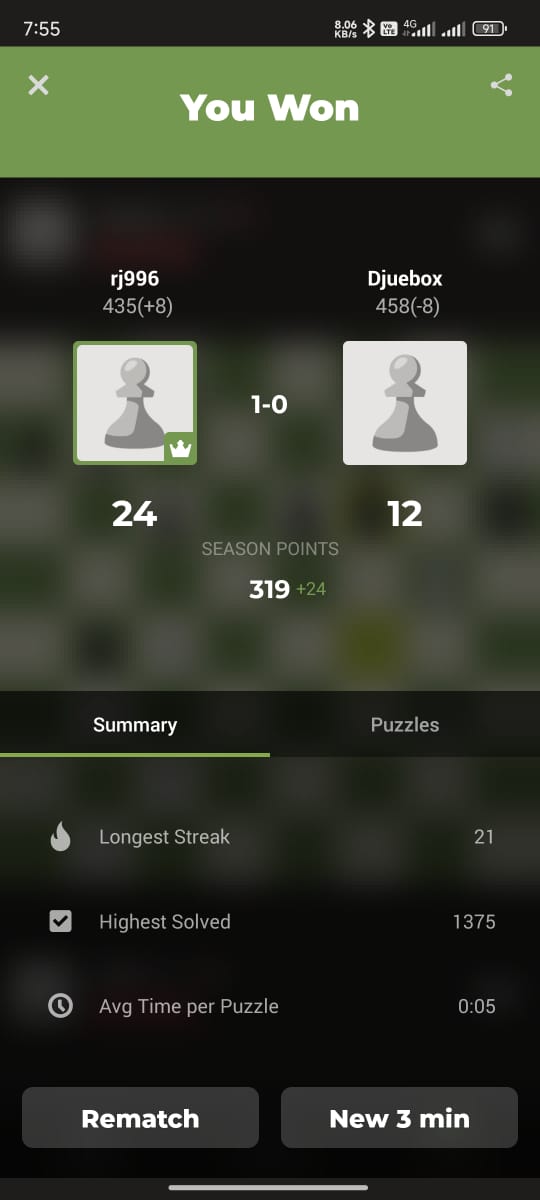 7:55
8.06
KB/s
Vo
LTE
4G
91
You Won
rj996
Djuebox
435(+8)
458(-8)
1-0
24
12
SEASON POINTS
319 +24
Summary
Puzzles
Longest Streak
21
Highest Solved
1375
Avg Time per Puzzle
0:05
Rematch
New 3 min